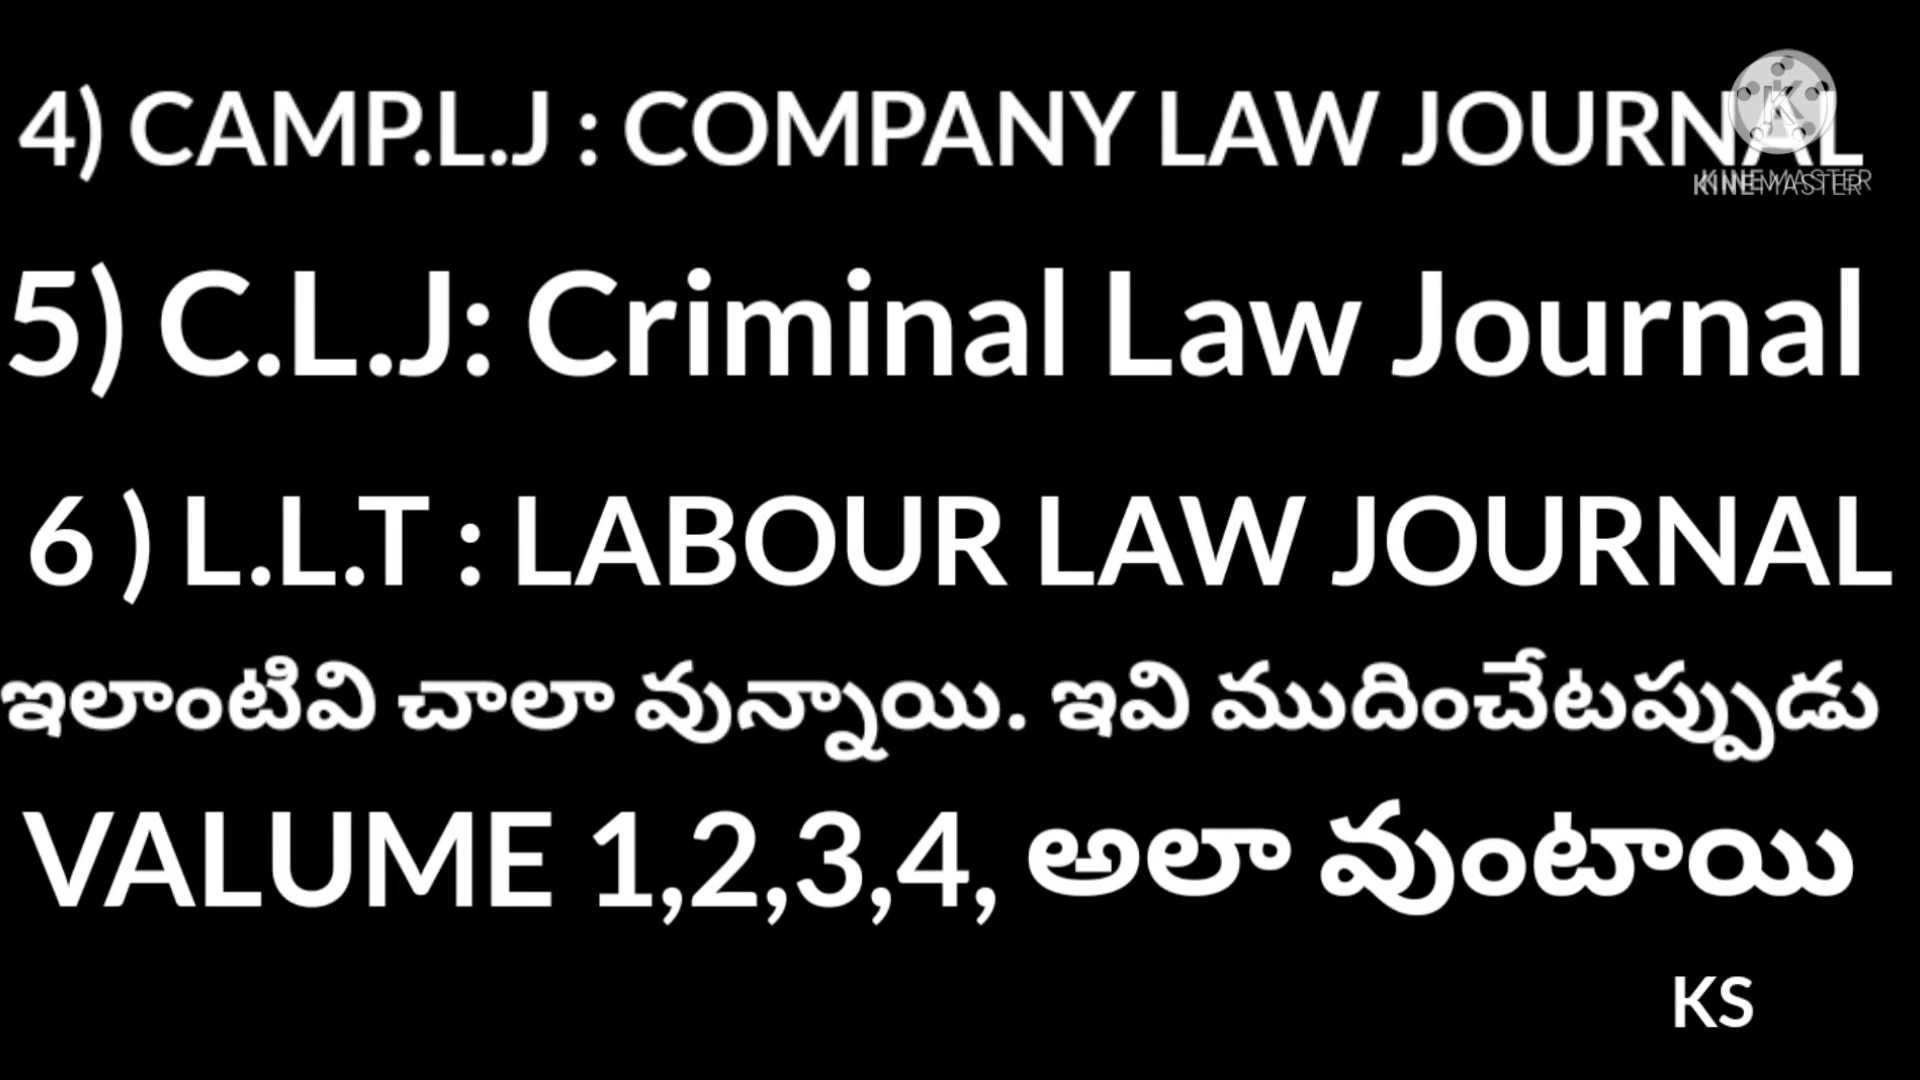 4) CAMP.L.J : COMPANY LAW JOURNAL
KINEMASTER
5) C.L.J: Criminal Law Journal
6 ) L.L.T : LABOUR LAW JOURNAL
ఇలాంటివి చాలా వున్నాయి. ఇవి ముదించేటప్పుడు
VALUME 1,2,3,4, అలా వుంటాయి
KS